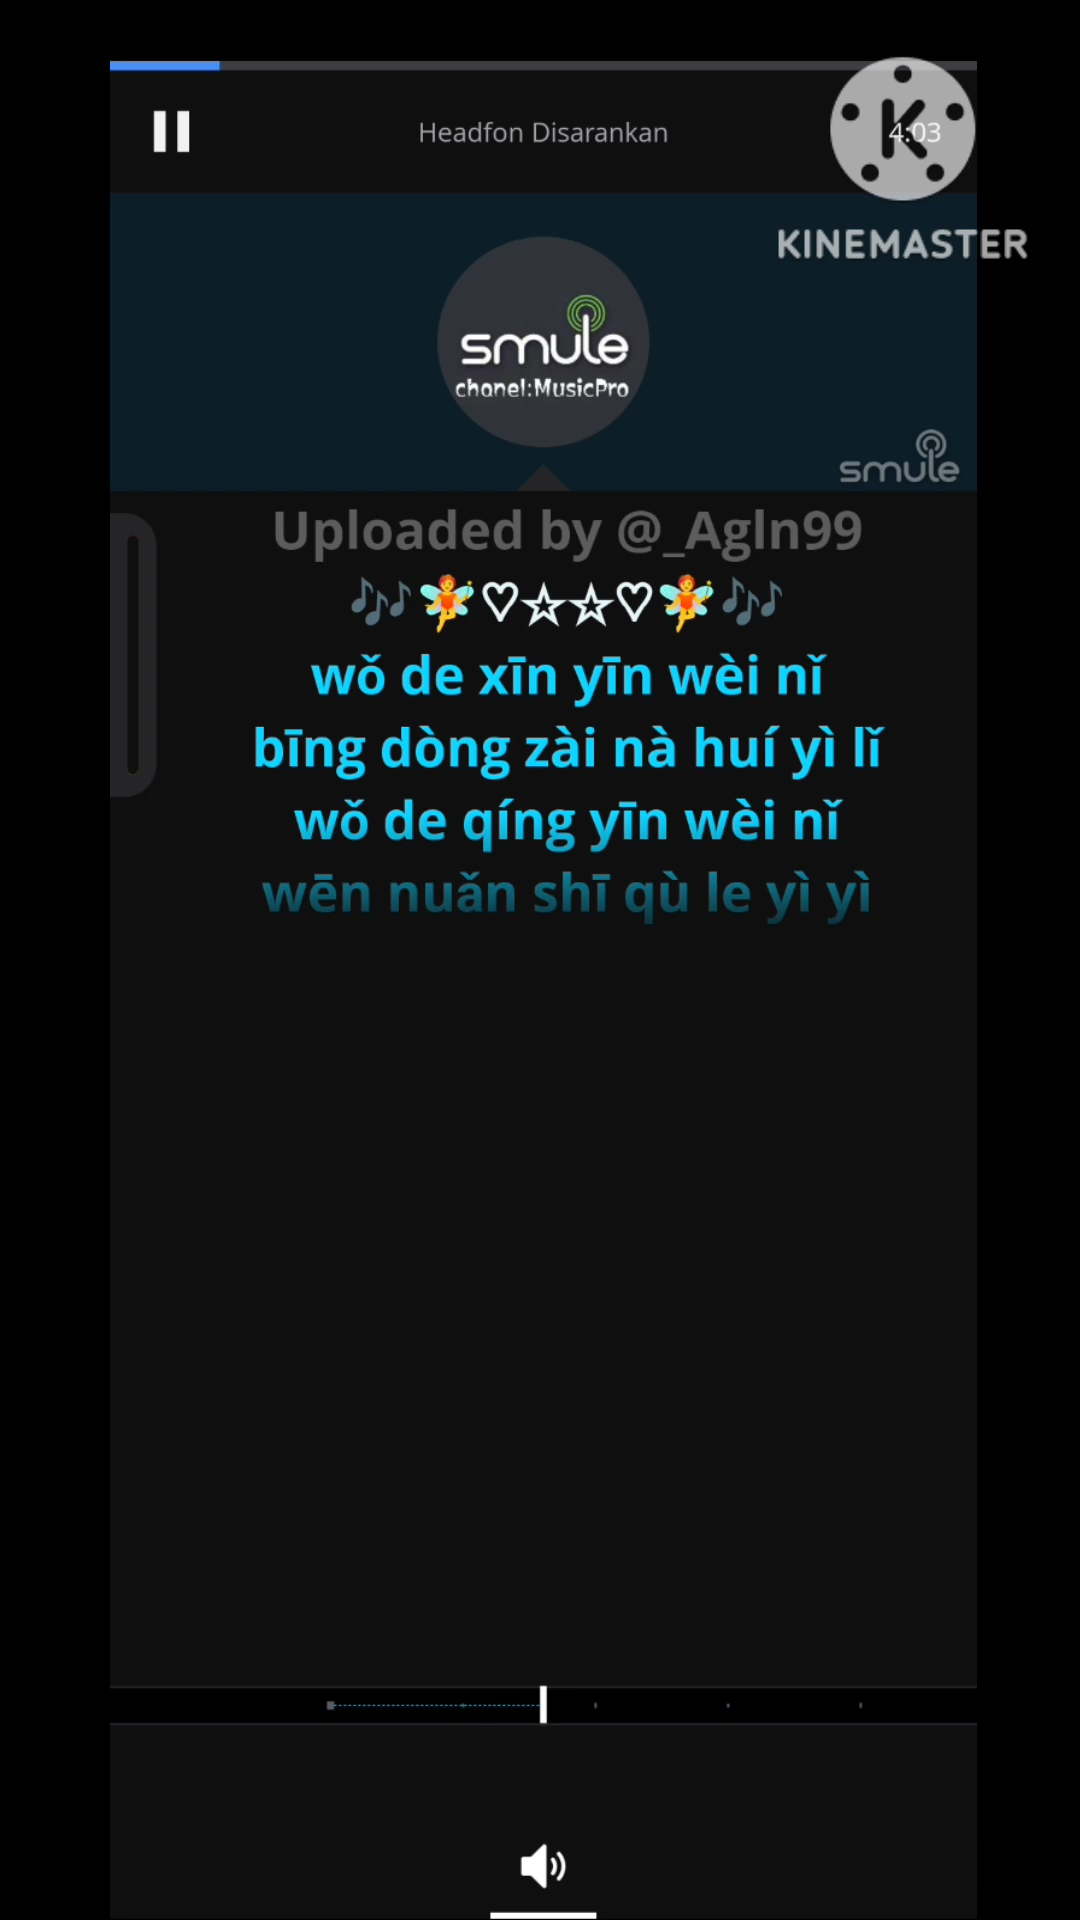 Headfon Disarankan
4:03
K
KINEMASTER
smule
chanel:MusicPro
smule
Uploaded by @_Agln99
🎶🧚♡☆☆♡🧚🎶
wǒ de xīn yīn wèi nǐ
bīng dòng zài nà huí yì lǐ
wǒ de qíng yīn wèi nǐ
wēn nuǎn shī qù le yì yì